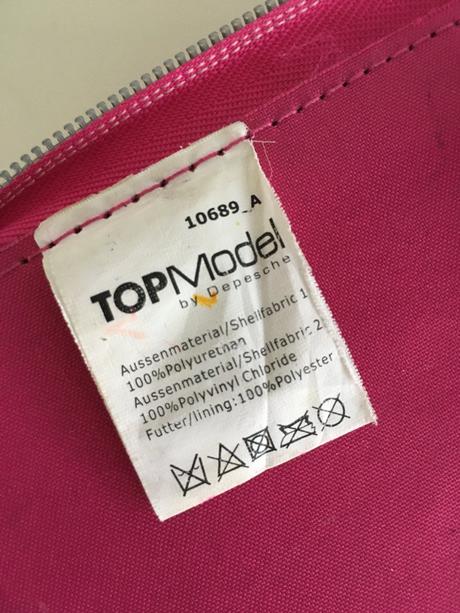 10689_A
TOPModel
by Depesche
Aussenmaterial/Shellfabric 1
100%Polyurethan
Aussenmaterial/Shellfabric 2
100%Polyvinyl Chloride
Futter/lining:100%Polyester